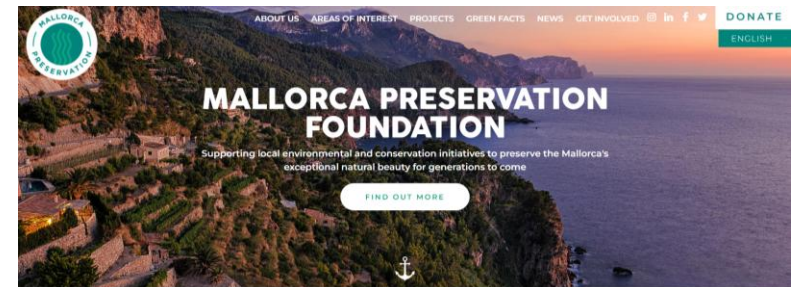 MALLORCA
PRESERVATION
ABOUT US AREAS OF INTEREST PROJECTS GREEN FACTS NEWS GET INVOLVED
DONATE
ENGLISH
MALLORCA PRESERVATION
FOUNDATION
Supporting local environmental and conservation initiatives to preserve the Mallorca's
exceptional natural beauty for generations to come
FIND OUT MORE